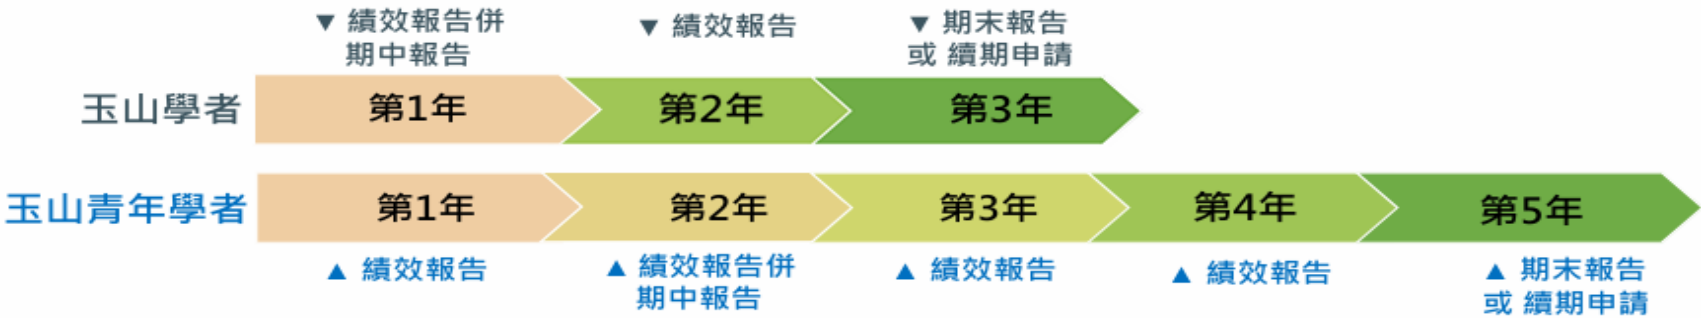 ▼ 績效報告併
期中報告
▼ 績效報告
▼ 期末報告
或 續期申請
玉山學者
第1年
第2年
第3年
玉山青年學者
第1年
第2年
第3年
第4年
第5年
▲ 績效報告
▲ 績效報告併
期中報告
▲ 績效報告
▲ 績效報告
▲ 期末報告
或 續期申請